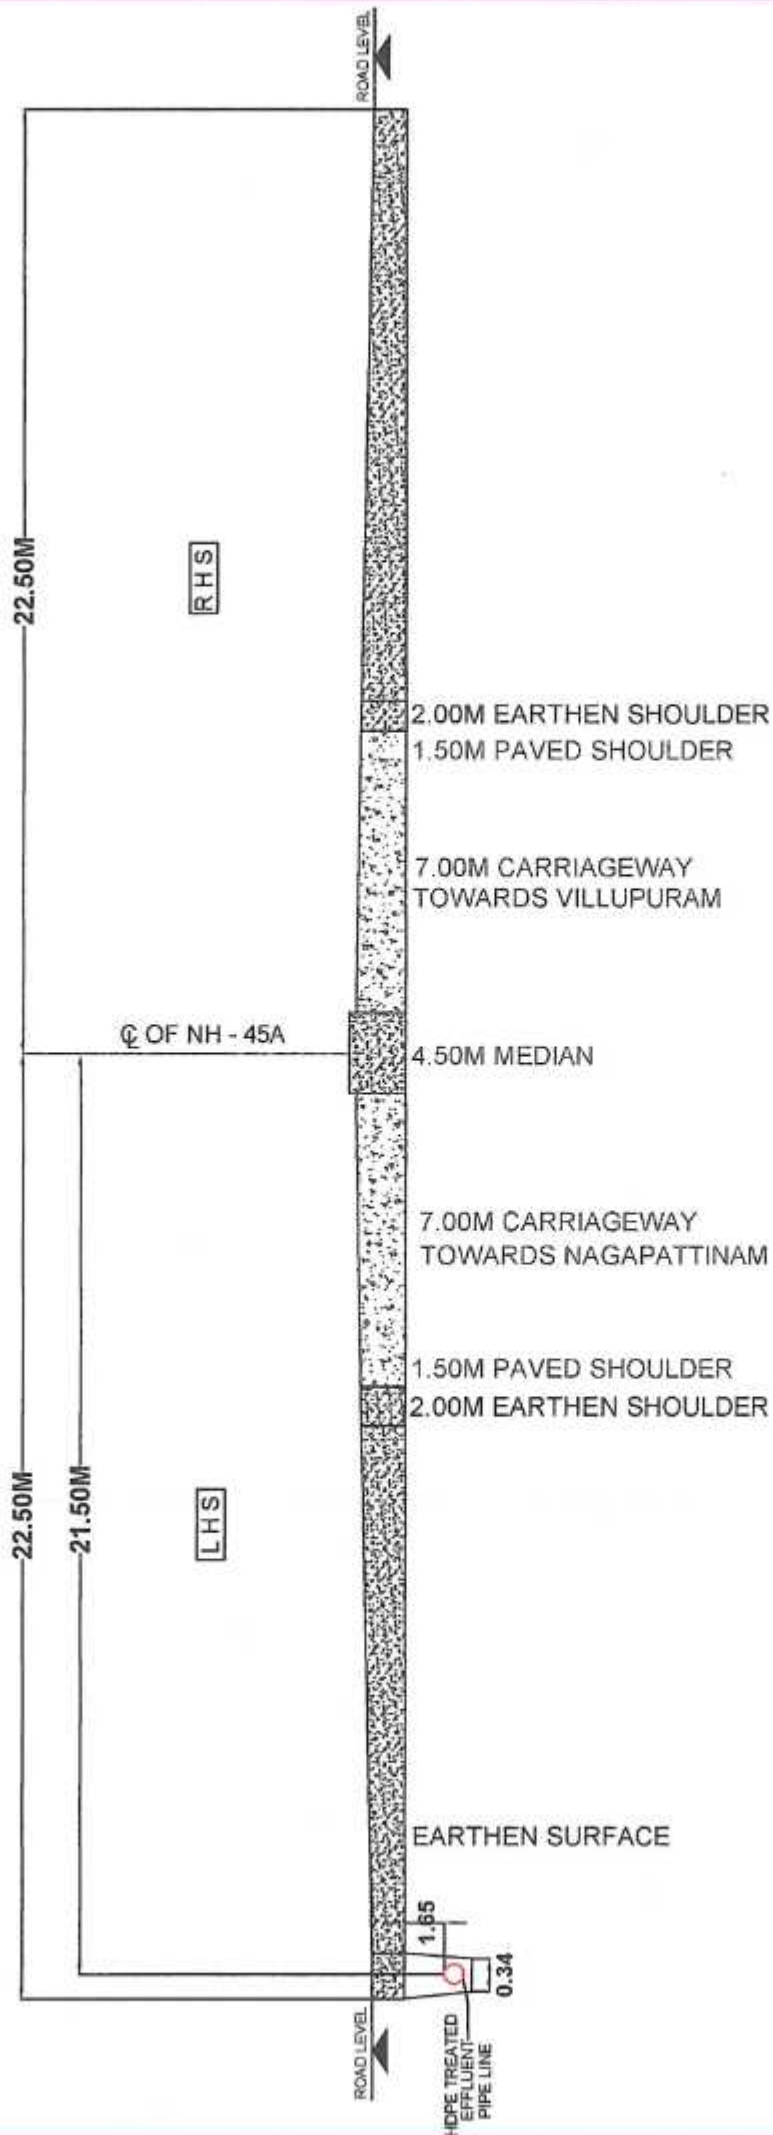 ROAD LEVEL
22.50M
RHS
2.00M EARTHEN SHOULDER
1.50M PAVED SHOULDER
7.00M CARRIAGEWAY
TOWARDS VILLUPURAM
℄ OF NH - 45A
4.50M MEDIAN
7.00M CARRIAGEWAY
TOWARDS NAGAPATTINAM
1.50M PAVED SHOULDER
2.00M EARTHEN SHOULDER
22.50M
21.50M
LHS
EARTHEN SURFACE
1.65
0.34
ROAD LEVEL
HDPE TREATED
EFFLUENT
PIPE LINE